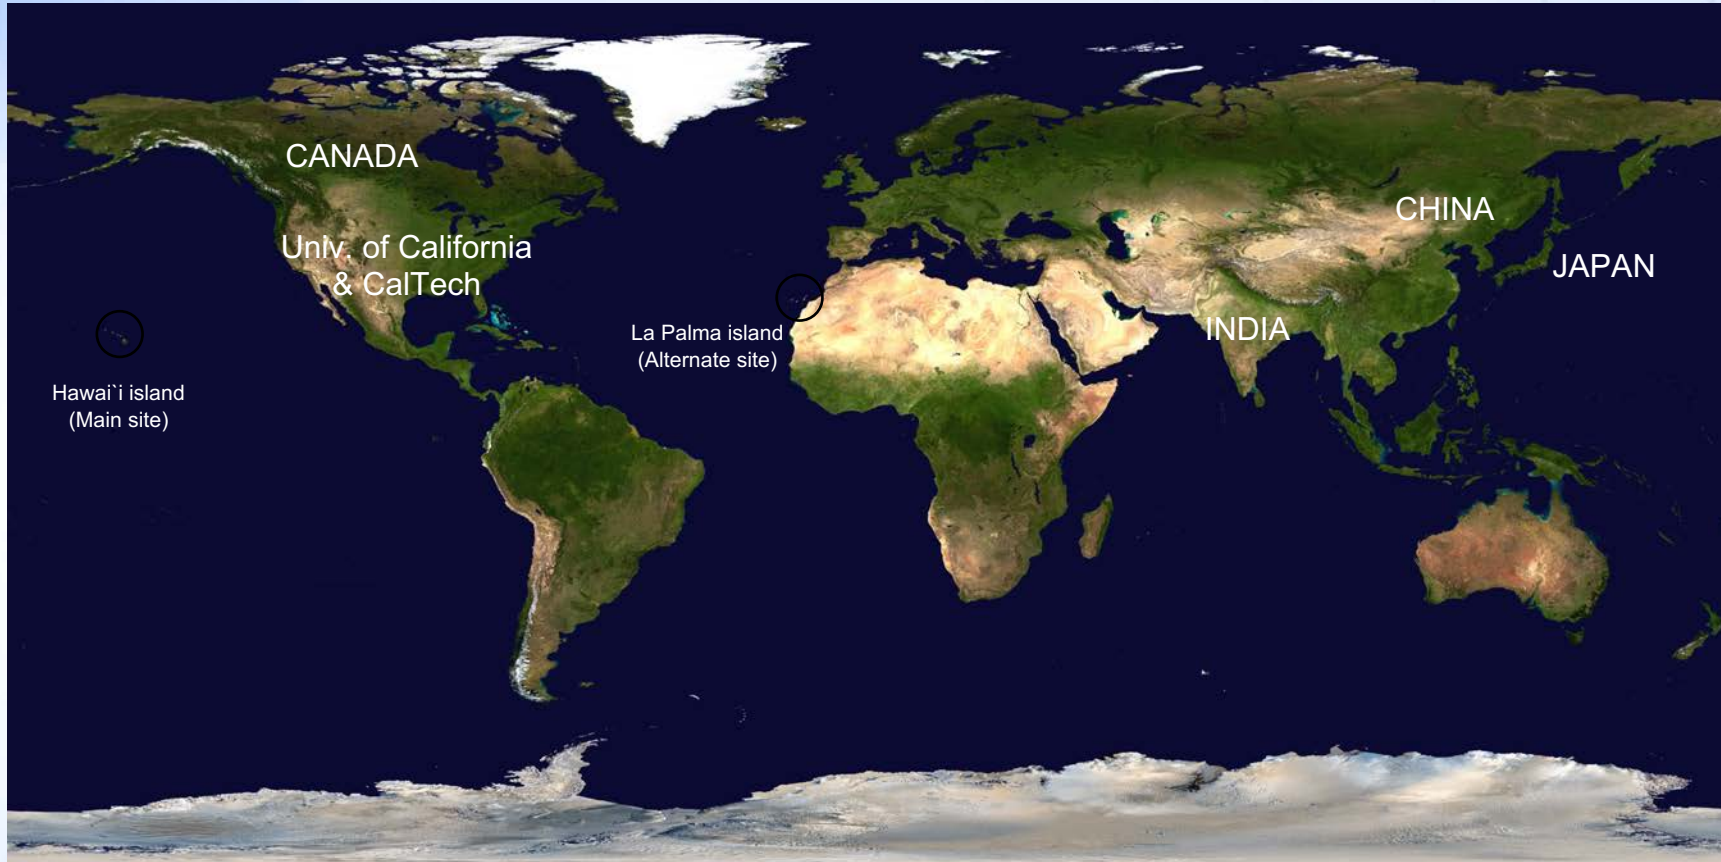 CANADA
CHINA
Univ. of California
& CalTech
JAPAN
La Palma island
(Alternate site)
INDIA
Hawai`i island
(Main site)